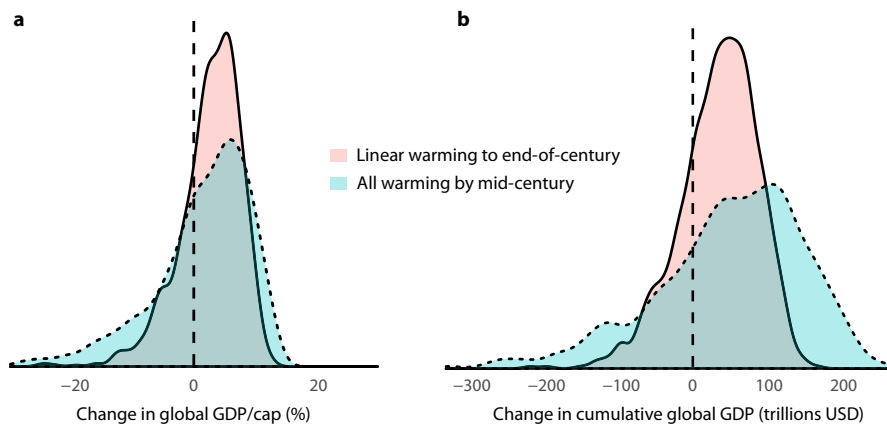 a
b
Linear warming to end-of-century
All warming by mid-century
−20 0 20
−300 −200 −100 0 100 200
Change in global GDP/cap (%)
Change in cumulative global GDP (trillions USD)